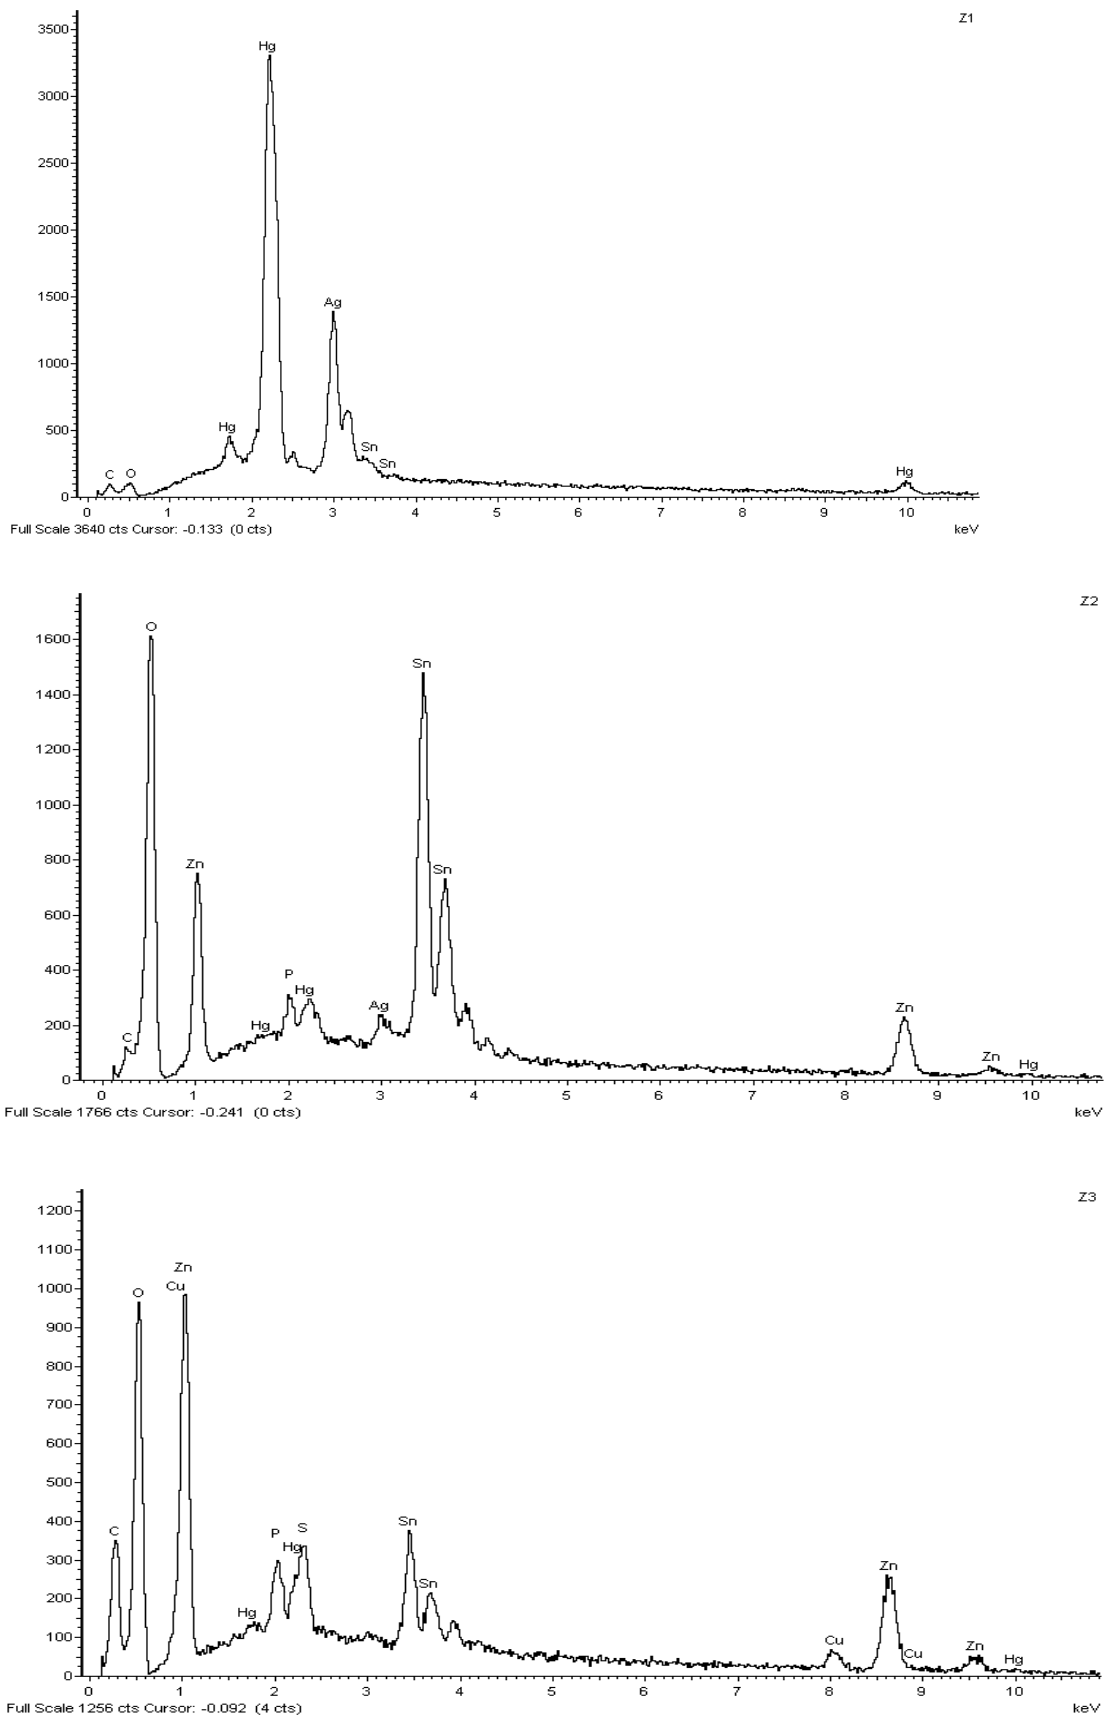 Z1
3500
Hg
3000
2500
2000
1500
Ag
1000
500
Hg
Sn
Sn
C O
Hg
0
0 1 2 3 4 5 6 7 8 9 10
Full Scale 3640 cts Cursor: -0.133 (0 cts) keV
Z2
O
1600
Sn
1400
1200
1000
Zn
Sn
800
600
400
P
Hg
Ag
Zn
200
Hg
C
Zn
Hg
0
0 1 2 3 4 5 6 7 8 9 10
Full Scale 1766 cts Cursor: -0.241 (0 cts) keV
Z3
1200
1100
Zn
1000
O
Cu
900
800
700
600
500
400
C
Sn
P
S
Hg
300
Zn
Sn
200
Hg
100
Cu
Zn
Cu
Hg
0
0 1 2 3 4 5 6 7 8 9 10
Full Scale 1256 cts Cursor: -0.092 (4 cts) keV